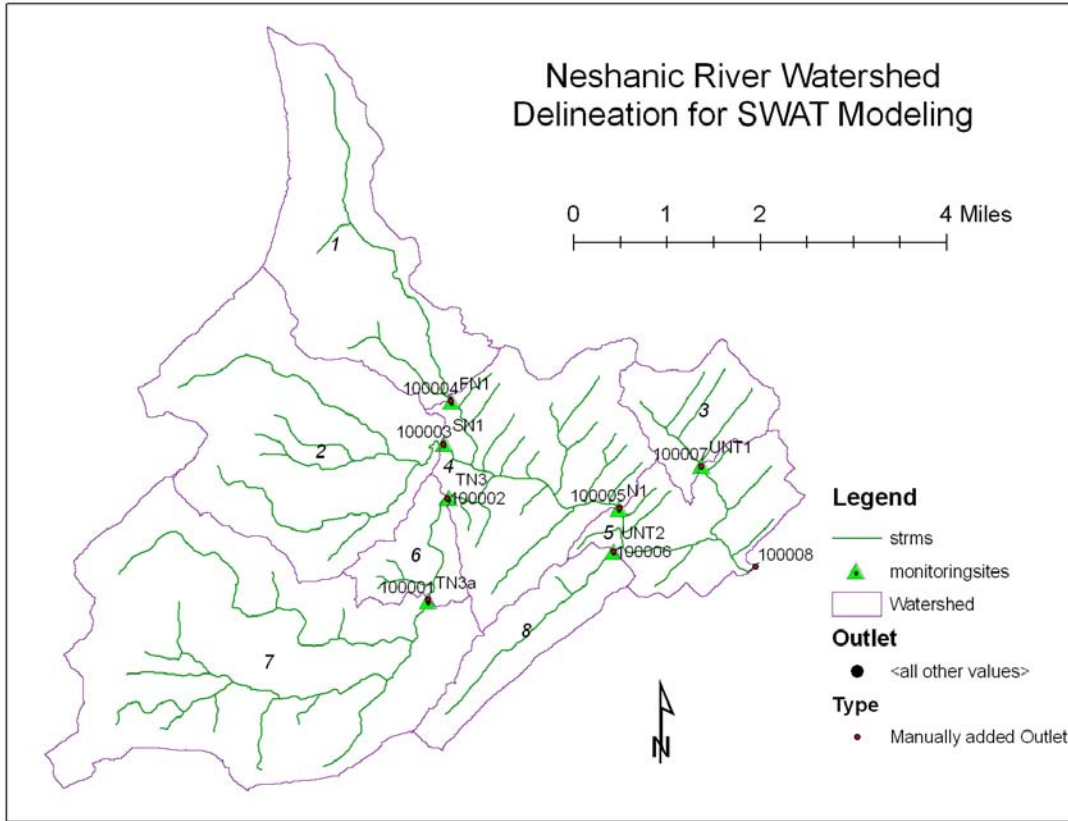 Neshanic River Watershed
Delineation for SWAT Modeling
0 1 2 4 Miles
1
100004 FN1
100003 SN1
2
4
3
100007 UNT1
TN3
100002
100005 N1
5 UNT2
100006
100008
6
100001 TN3a
7
8
N
Legend
strms
monitoringsites
Watershed
Outlet
<all other values>
Type
Manually added Outlet